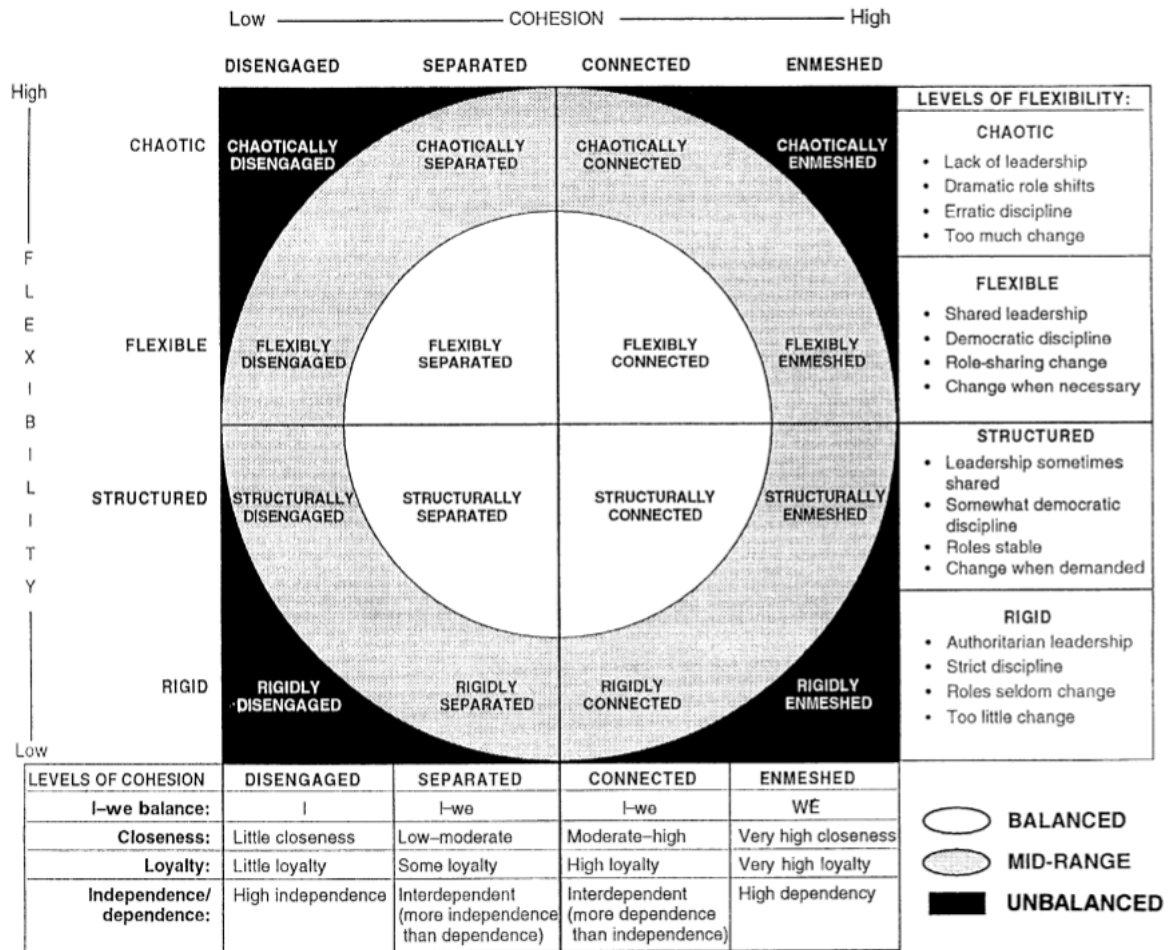 Low COHESION High
DISENGAGED SEPARATED CONNECTED ENMESHED
High
FLEXIBILITY
Low
CHAOTIC
CHAOTICALLY
DISENGAGED
CHAOTICALLY
SEPARATED
CHAOTICALLY
CONNECTED
CHAOTICALLY
ENMESHED
FLEXIBLE
FLEXIBLY
DISENGAGED
FLEXIBLY
SEPARATED
FLEXIBLY
CONNECTED
FLEXIBLY
ENMESHED
STRUCTURED
STRUCTURALLY
DISENGAGED
STRUCTURALLY
SEPARATED
STRUCTURALLY
CONNECTED
STRUCTURALLY
ENMESHED
RIGID
RIGIDLY
DISENGAGED
RIGIDLY
SEPARATED
RIGIDLY
CONNECTED
RIGIDLY
ENMESHED
LEVELS OF FLEXIBILITY:
CHAOTIC
• Lack of leadership
• Dramatic role shifts
• Erratic discipline
• Too much change
FLEXIBLE
• Shared leadership
• Democratic discipline
• Role-sharing change
• Change when necessary
STRUCTURED
• Leadership sometimes
shared
• Somewhat democratic
discipline
• Roles stable
• Change when demanded
RIGID
• Authoritarian leadership
• Strict discipline
• Roles seldom change
• Too little change
LEVELS OF COHESION DISENGAGED SEPARATED CONNECTED ENMESHED
I–we balance: I I–we I–we WE
Closeness: Little closeness Low–moderate Moderate–high Very high closeness
Loyalty: Little loyalty Some loyalty High loyalty Very high loyalty
Independence/ High independence Interdependent Interdependent High dependency
dependence: (more independence (more dependence
than dependence) than independence)
BALANCED
MID-RANGE
UNBALANCED